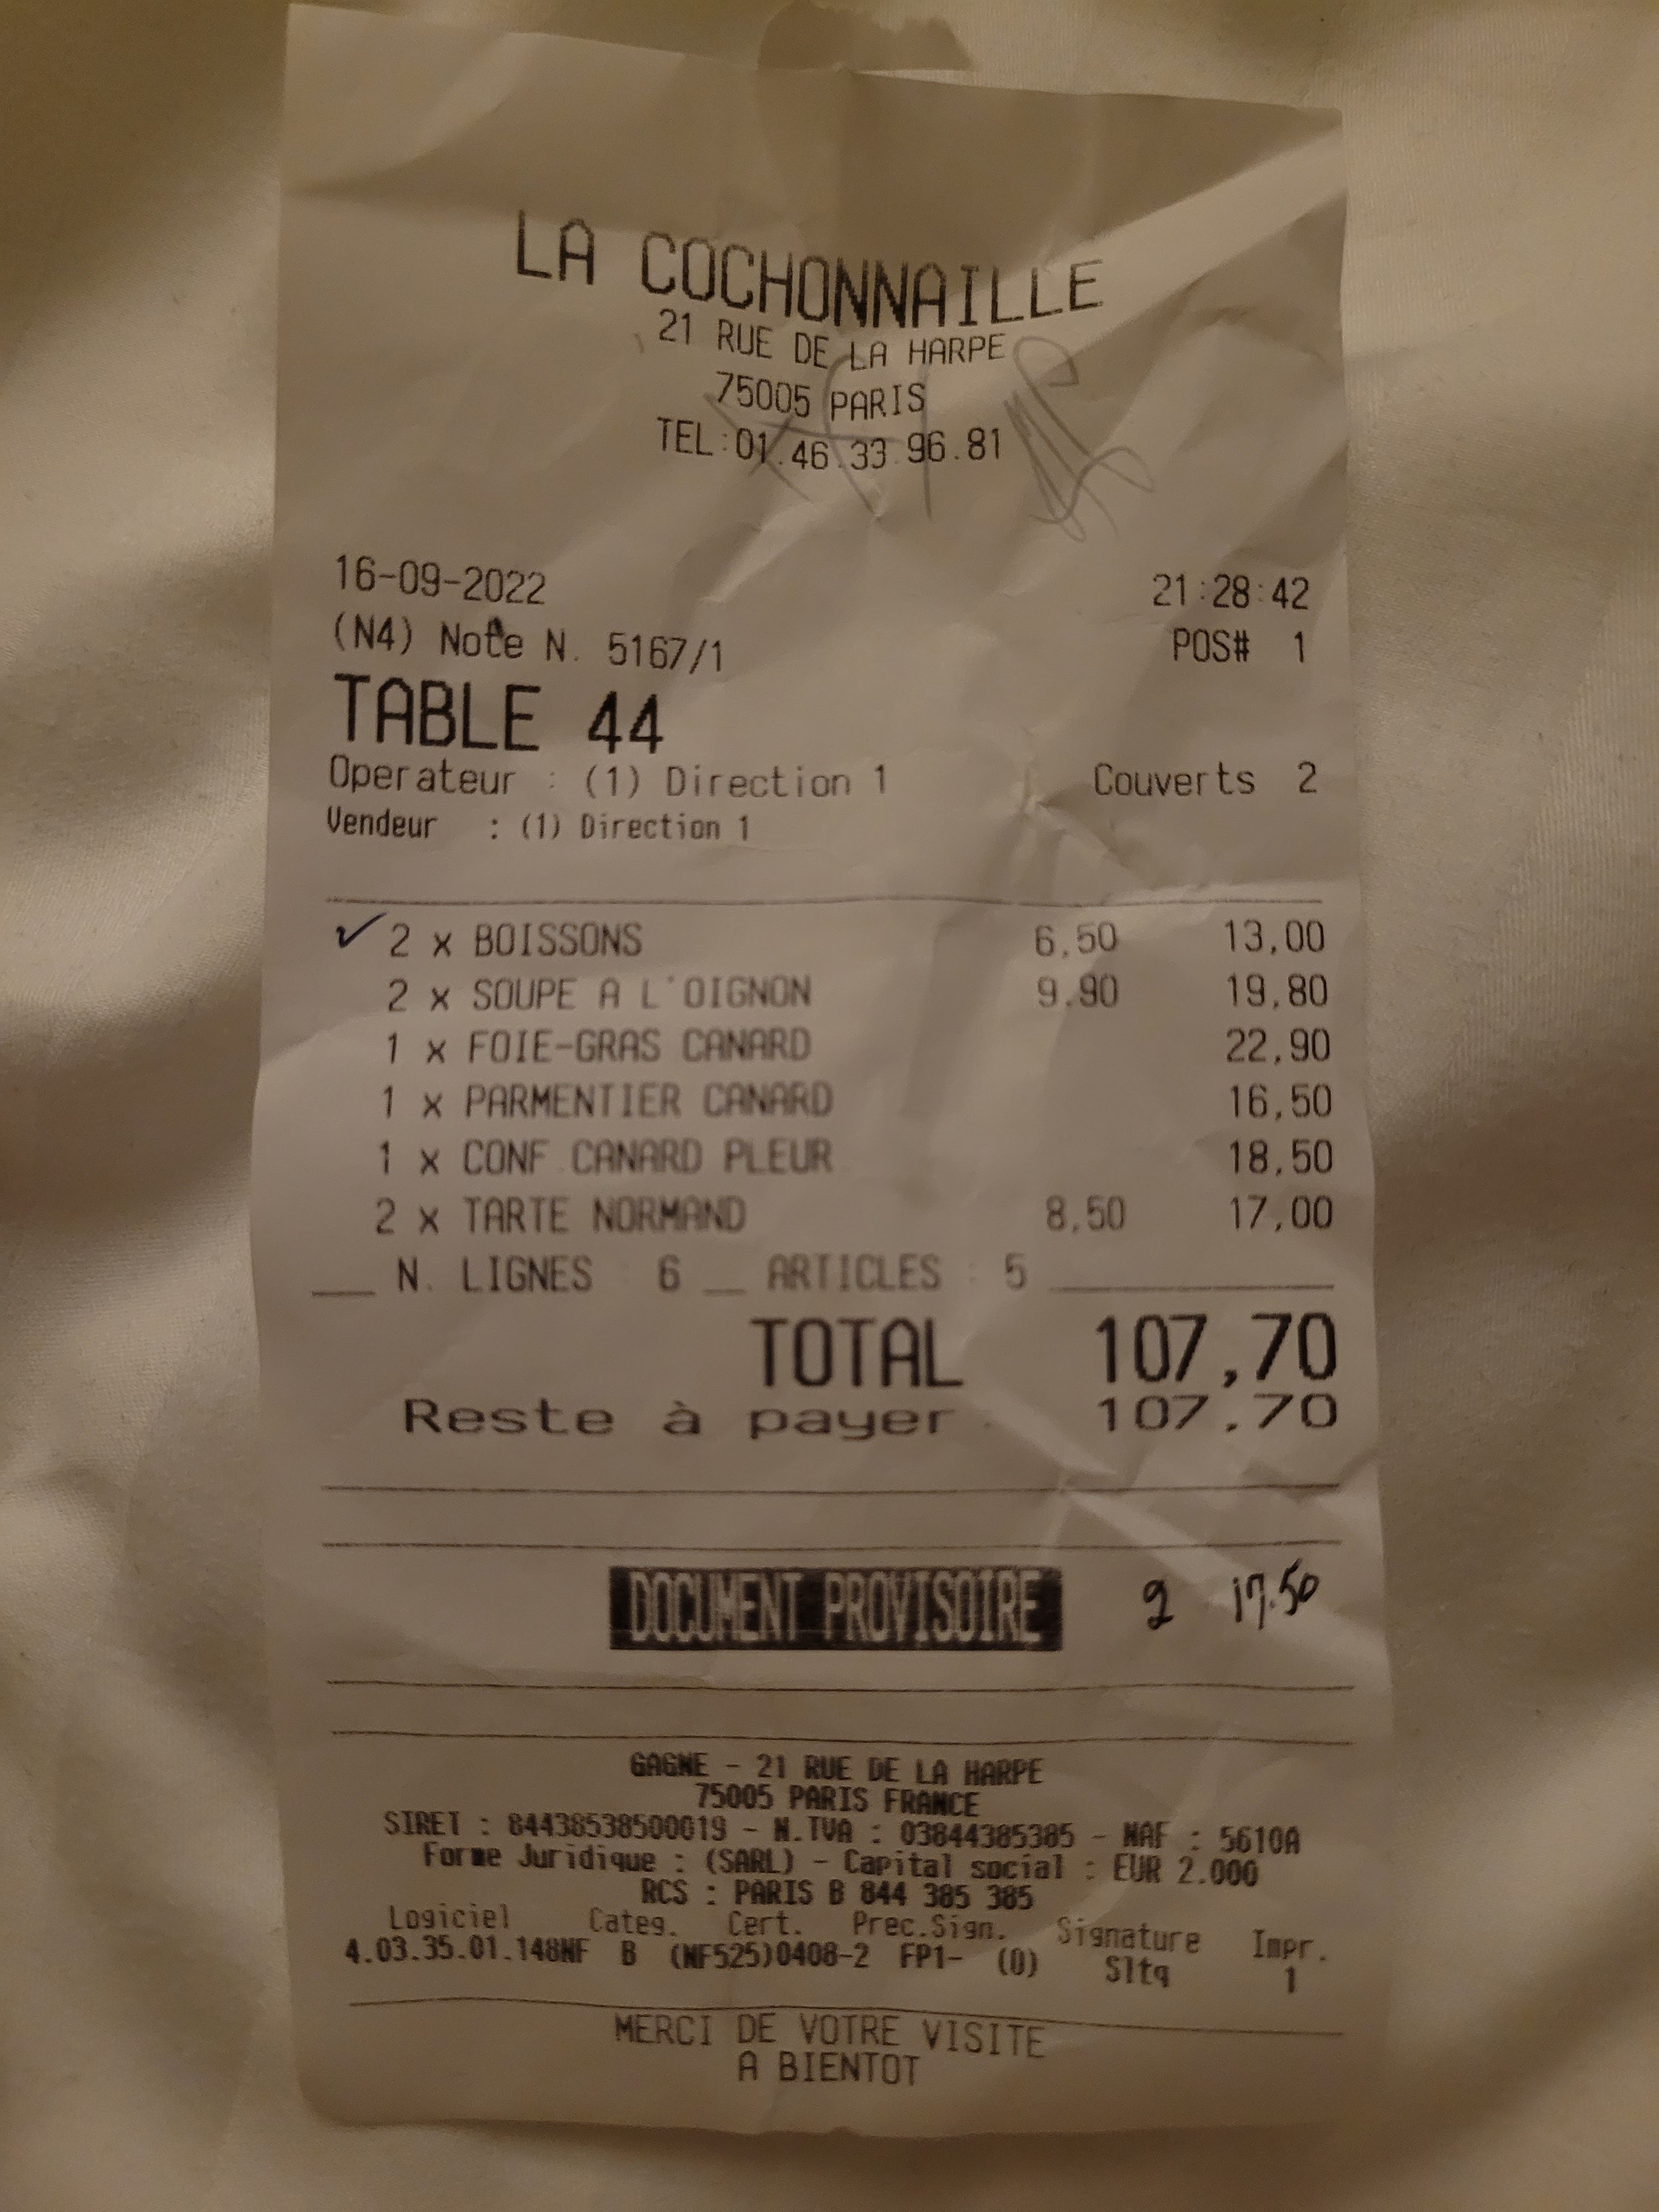 LA COCHONNAILLE
21 RUE DE LA HARPE
75005 PARIS
TEL:01.46.33.96.81
16-09-2022 21:28:42
(N4) Note N. 5167/1 POS# 1
TABLE 44
Operateur : (1) Direction 1 Couverts 2
Vendeur : (1) Direction 1
✓ 2 x BOISSONS 6,50 13,00
2 x SOUPE A L'OIGNON 9.90 19,80
1 x FOIE-GRAS CANARD 22,90
1 x PARMENTIER CANARD 16,50
1 x CONF.CANARD PLEUR 18,50
2 x TARTE NORMAND 8,50 17,00
N. LIGNES : 6 __ ARTICLES : 5
TOTAL 107,70
Reste à payer : 107.70
DOCUMENT PROVISOIRE 2 17.50
GAGNE - 21 RUE DE LA HARPE
75005 PARIS FRANCE
SIRET : 84438538500019 - N.TVA : 03844385385 - NAF : 5610A
Forme Juridique : (SARL) - Capital social : EUR 2.000
RCS : PARIS B 844 385 385
Logiciel Categ. Cert. Prec.Sign. Signature Impr.
4.03.35.01.148NF B (NF525)0408-2 FP1- (0) Sltq 1
MERCI DE VOTRE VISITE
A BIENTOT